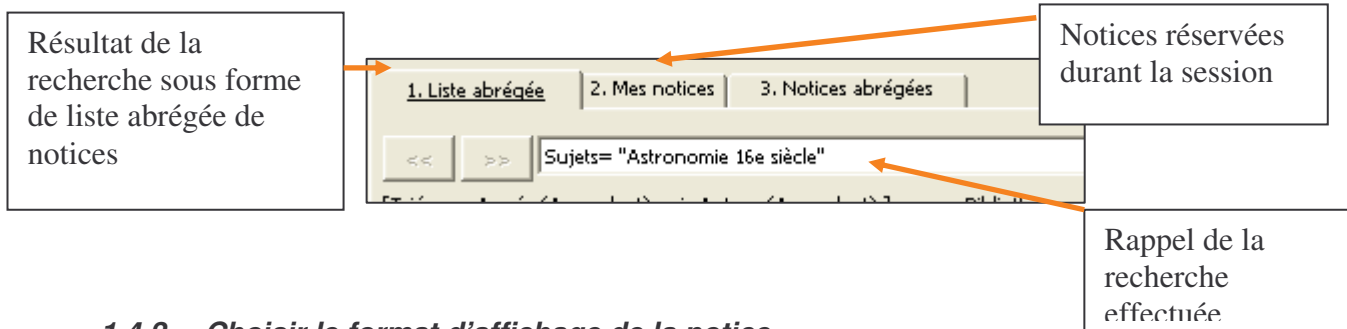 Résultat de la
recherche sous forme
de liste abrégée de
notices
Notices réservées
durant la session
1. Liste abrégée 2. Mes notices 3. Notices abrégées
<< >> Sujets= "Astronomie 16e siècle"
Rappel de la
recherche
effectuée
Choisir le format d'affichage de la notice